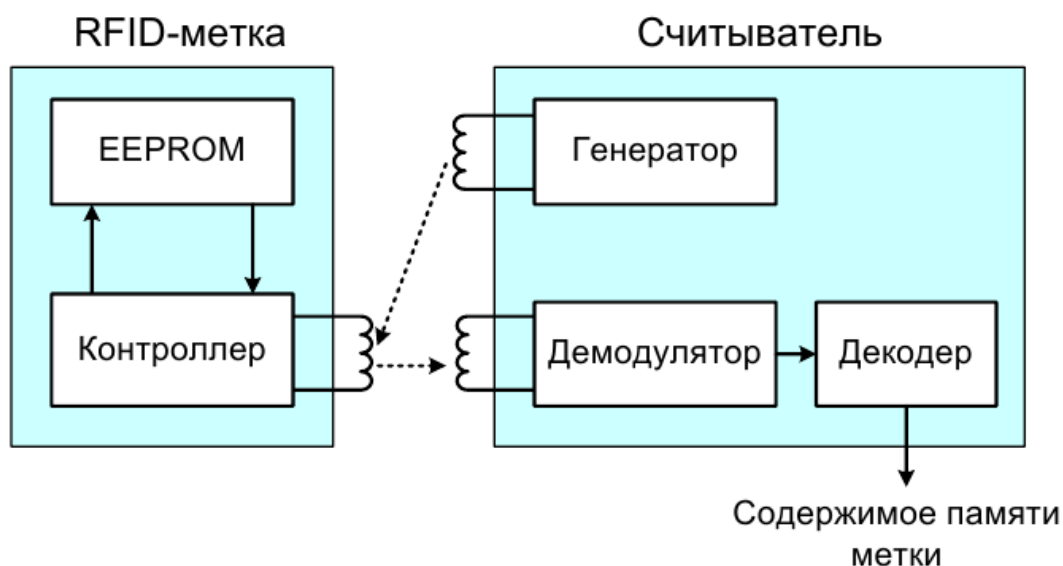 RFID-метка
Считыватель
EEPROM
Генератор
Контроллер
Демодулятор
Декодер
Содержимое памяти
метки